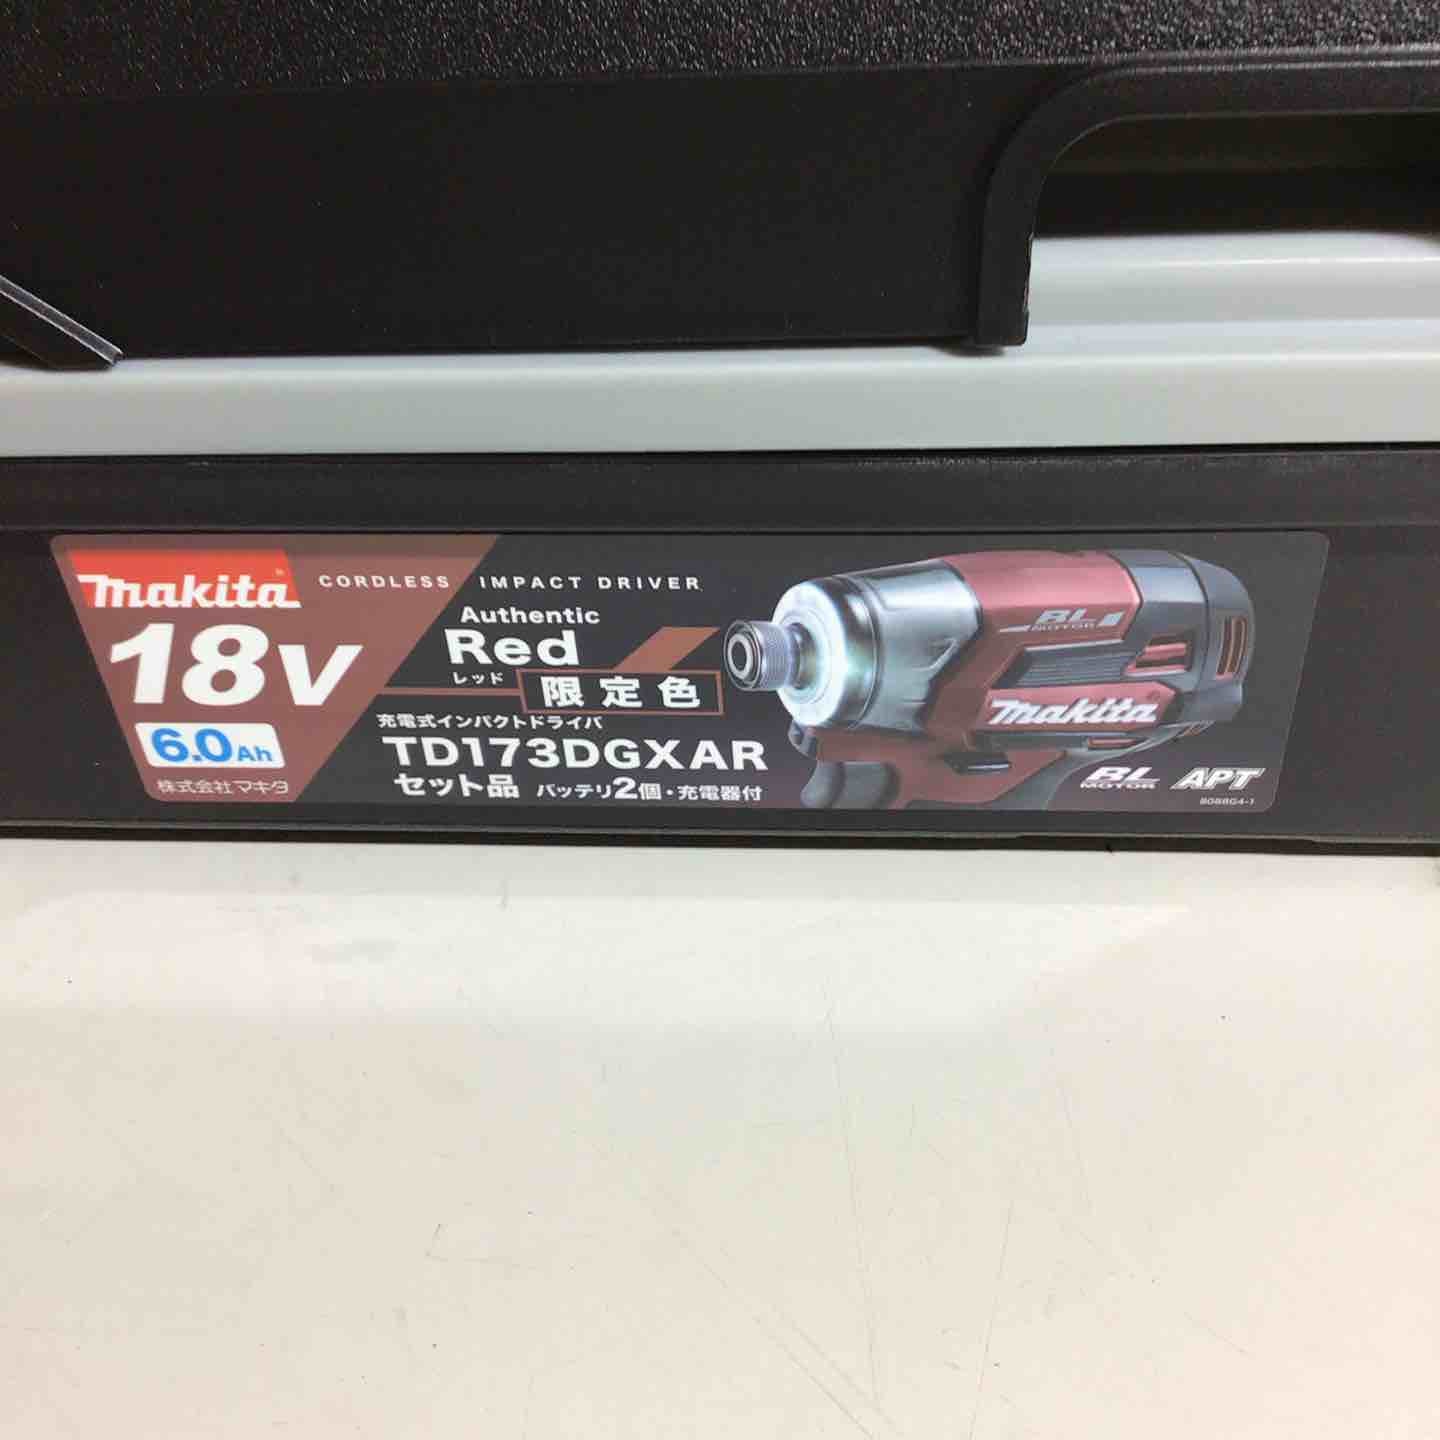 makita
CORDLESS IMPACT DRIVER
18V
6.0Ah
株式会社マキタ
Authentic
Red
レッド
限定色
充電式インパクトドライバ
TD173DGXAR
セット品 バッテリ2個・充電器付
BL
MOTOR
makita
BL
MOTOR
APT